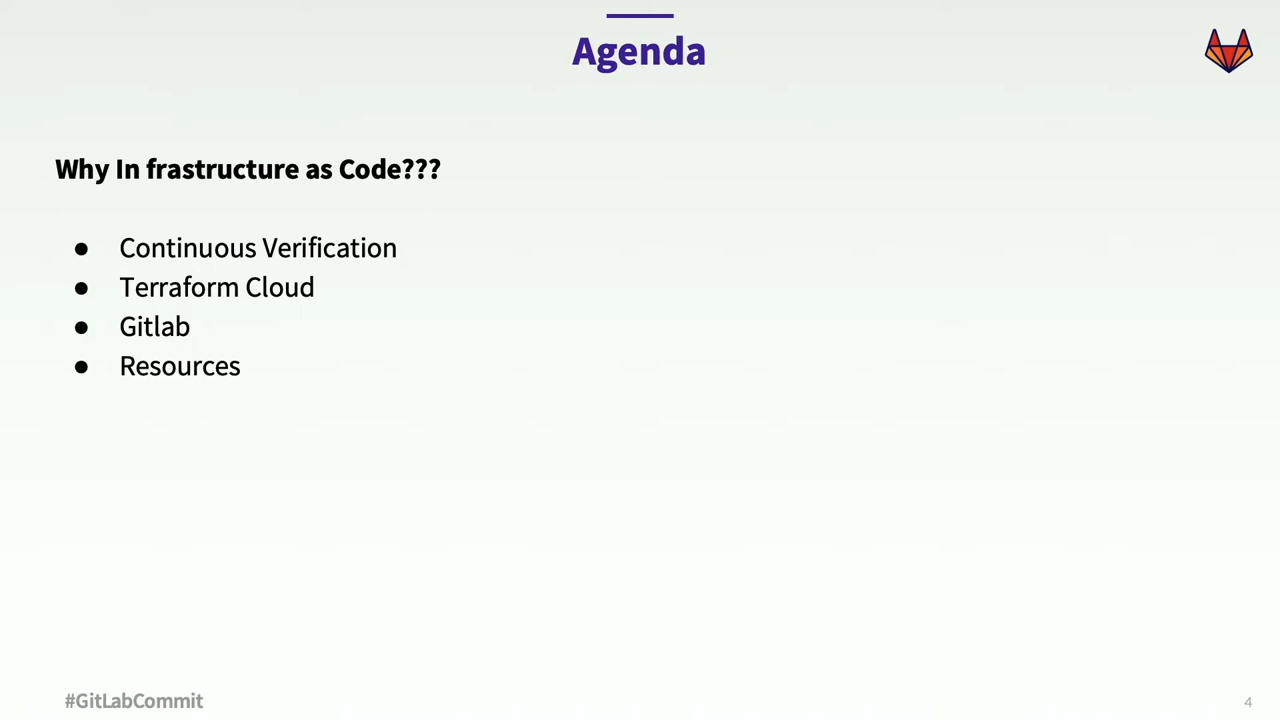 Agenda
Why In frastructure as Code???
● Continuous Verification
● Terraform Cloud
● Gitlab
● Resources
#GitLabCommit
4